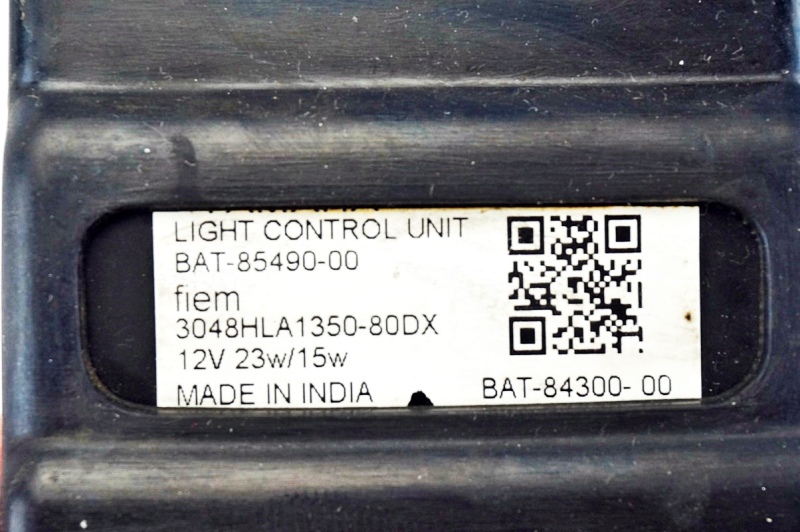 LIGHT CONTROL UNIT
BAT-85490-00
fiem
3048HLA1350-80DX
12V 23w/15w
MADE IN INDIA
BAT-84300- 00